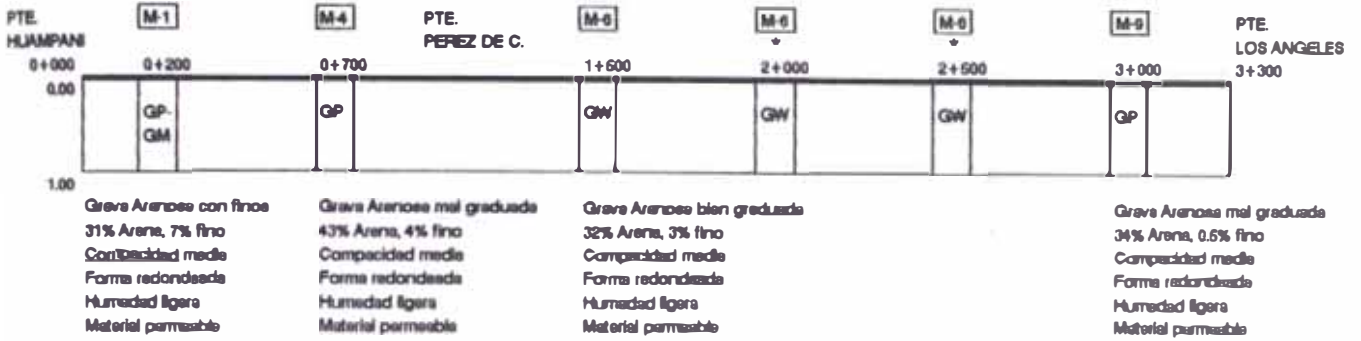 PTE.
HUAMPANI
M-1
M-4
PTE.
PEREZ DE C.
M-6
M-6
*
M-6
*
M-9
PTE.
LOS ANGELES
0+000
0+200
0+700
1+600
2+000
2+500
3+000
3+300
0.00
GP-
GM
GP
GW
GW
GW
GP
1.00
Grava Arenosa con finos
31% Arena, 7% fino
Compacidad media
Forma redondeada
Humedad ligera
Material permeable
Grava Arenosa mal graduada
43% Arena, 4% fino
Compacidad media
Forma redondeada
Humedad ligera
Material permeable
Grava Arenosa bien graduada
32% Arena, 3% fino
Compacidad media
Forma redondeada
Humedad ligera
Material permeable
Grava Arenosa mal graduada
34% Arena, 0.5% fino
Compacidad media
Forma redondeada
Humedad ligera
Material permeable